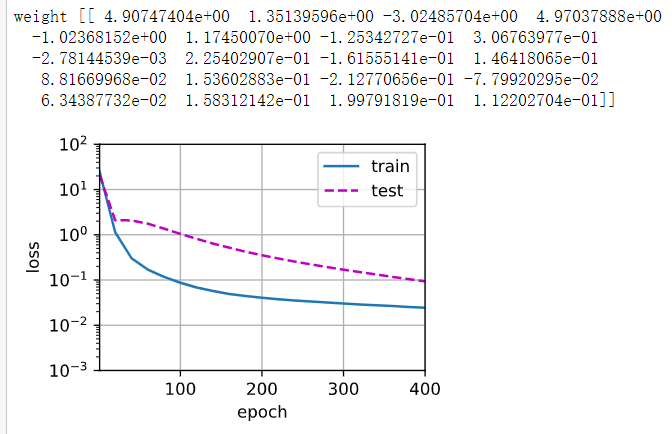 weight [[ 4.90747404e+00 1.35139596e+00 -3.02485704e+00 4.97037888e+00
-1.02368152e+00 1.17450070e+00 -1.25342727e-01 3.06763977e-01
-2.78144509e-03 2.25402907e-01 -1.61555141e-01 1.46418065e-01
8.81669968e-02 1.53602883e-01 -2.12770656e-01 -7.79920295e-02
6.34387732e-02 1.58312142e-01 1.99791819e-01 1.12202704e-01]]
10²
train
10¹
test
10⁰
loss
10⁻¹
10⁻²
10⁻³
100 200 300 400
epoch